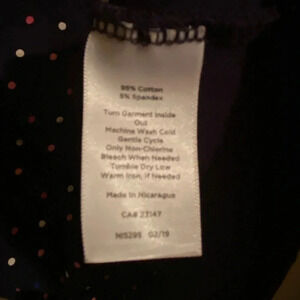 95% Cotton
5% Spandex
Turn Garment Inside
Out
Machine Wash Cold
Gentle Cycle
Only Non-Chlorine
Bleach When Needed
Tumble Dry Low
Warm Iron, if Needed
Made in Nicaragua
CA# 23147
NIS295 02/19